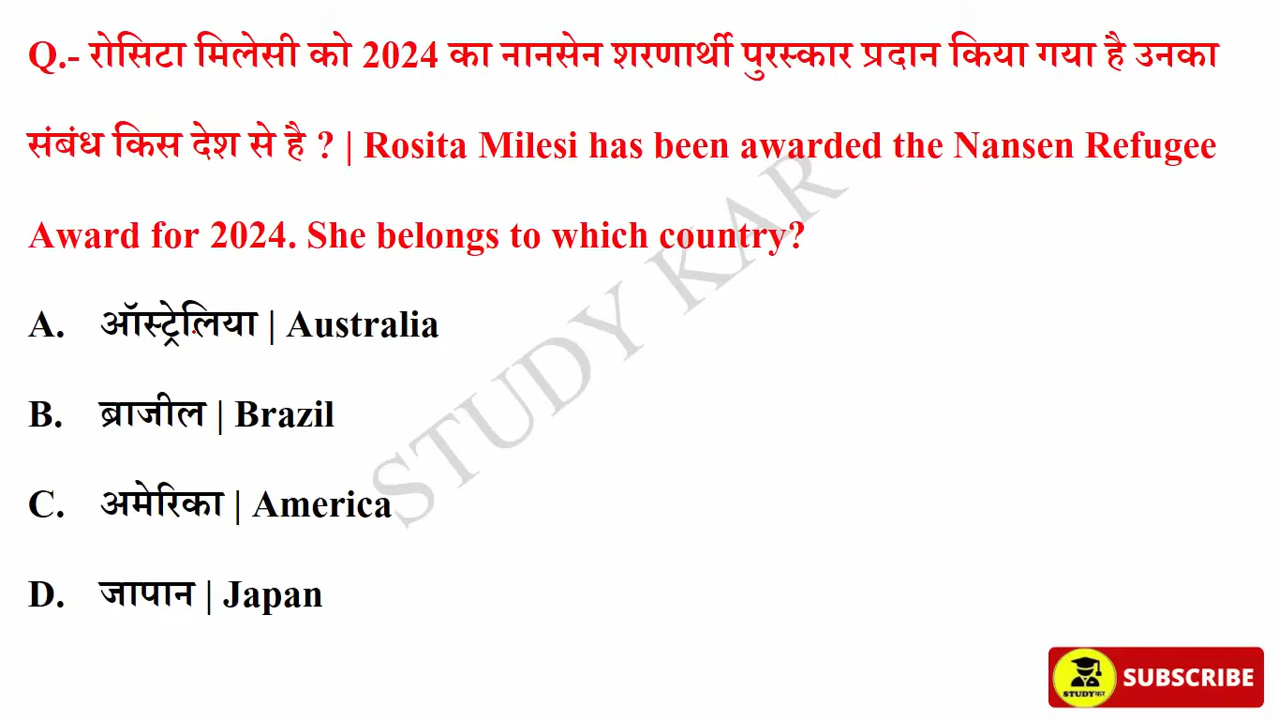 Q.- रोसिटा मिलेसी को 2024 का नानसेन शरणार्थी पुरस्कार प्रदान किया गया है उनका
संबंध किस देश से है ? | Rosita Milesi has been awarded the Nansen Refugee
Award for 2024. She belongs to which country?
A. ऑस्ट्रेलिया | Australia
B. ब्राजील | Brazil
C. अमेरिका | America
D. जापान | Japan
STUDY KAR
STUDYकर
SUBSCRIBE